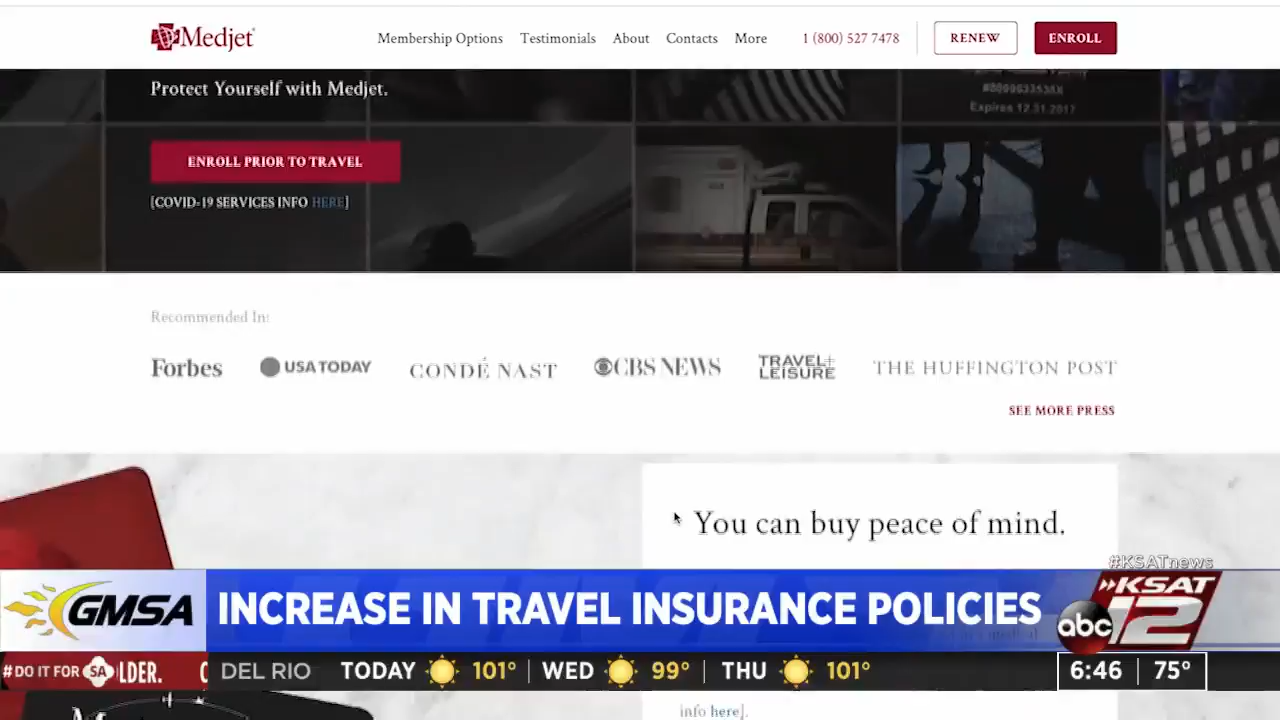 Medjet
Membership Options Testimonials About Contacts More 1 (800) 527 7478 RENEW ENROLL
Protect Yourself with Medjet.
Expires 12.31.2017
ENROLL PRIOR TO TRAVEL
[COVID-19 SERVICES INFO HERE]
Recommended In:
Forbes USA TODAY CONDÉ NAST CBS NEWS TRAVEL+ LEISURE THE HUFFINGTON POST
SEE MORE PRESS
You can buy peace of mind.
#KSATnews
GMSA INCREASE IN TRAVEL INSURANCE POLICIES abc KSAT 12
#DO IT FOR SA LDER. DEL RIO TODAY 101° WED 99° THU 101° 6:46 75°
info here].